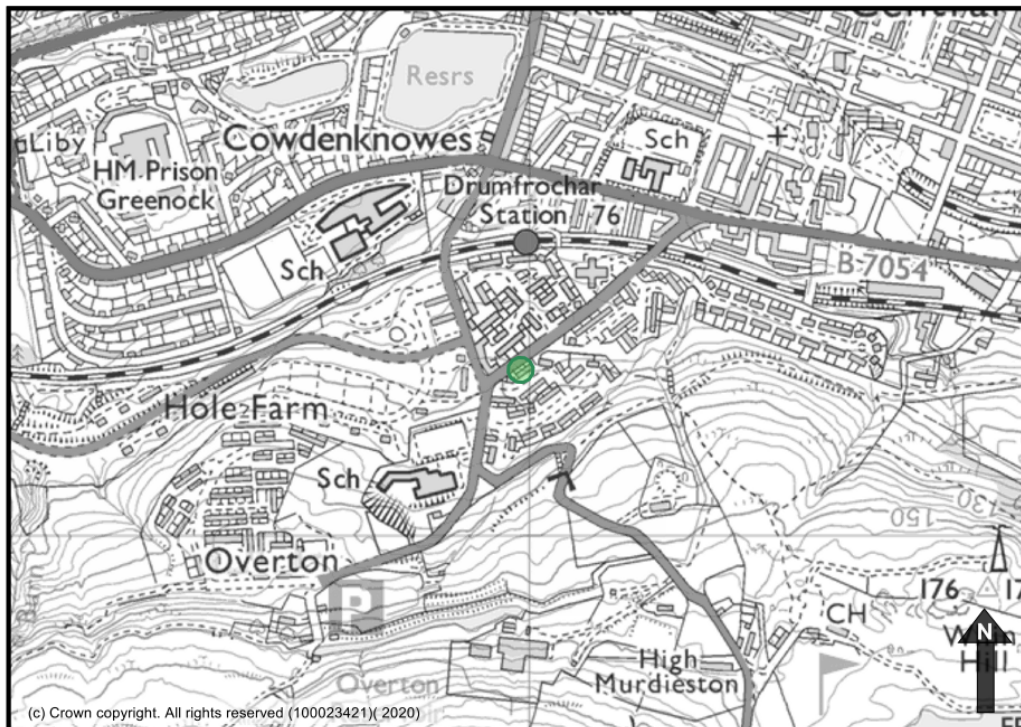 Resrs
Liby
Cowdenknowes
Sch
HM Prison
Greenock
Drumfrochar
Station
76
Sch
B 7054
Hole Farm
Sch
150
130
Overton
P
176
CH
N
Hill
High
Murdieston
Overton
(c) Crown copyright. All rights reserved (100023421)( 2020)